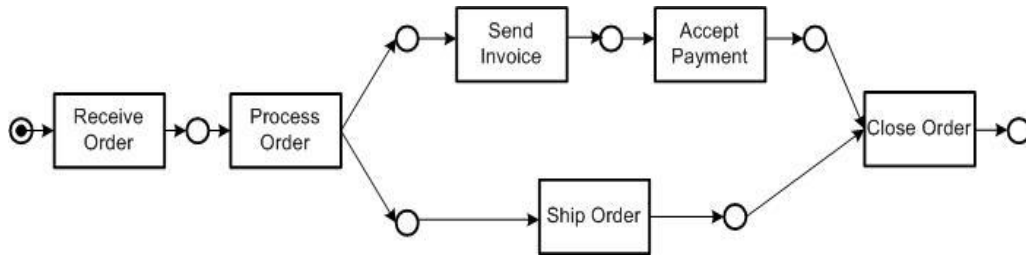 Receive
Order
Process
Order
Send
Invoice
Accept
Payment
Ship Order
Close Order